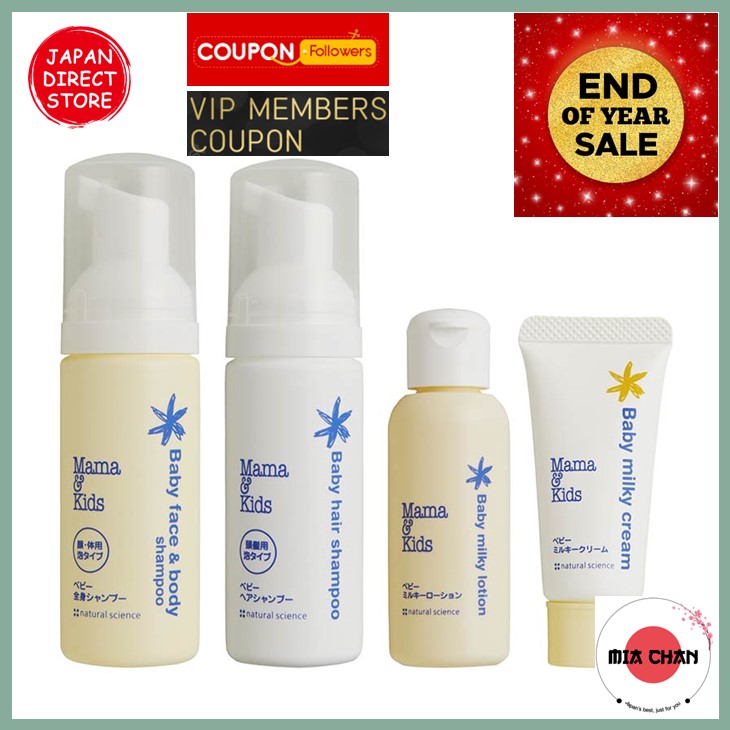 JAPAN
DIRECT
STORE
COUPON -Followers
VIP MEMBERS
COUPON
END
OF YEAR
SALE
Mama
&
Kids
顔・体用
泡タイプ
ベビー
全身シャンプー
natural science
Baby face & body
shampoo
Mama
&
Kids
頭髪用
泡タイプ
ベビー
ヘアシャンプー
natural science
Baby hair shampoo
Mama
&
Kids
ベビー
ミルキーローション
natural science
Baby milky lotion
Mama
&
Kids
ベビー
ミルキークリーム
natural science
Baby milky cream
MIA CHAN
-Japan's best, just for you